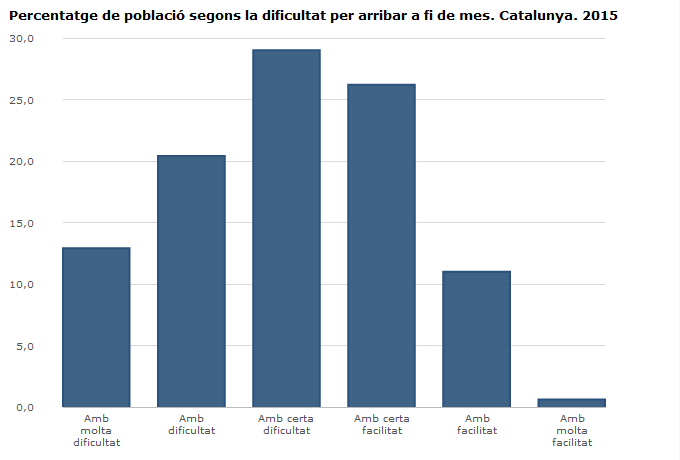 Percentatge de població segons la dificultat per arribar a fi de mes. Catalunya. 2015
30,0
25,0
20,0
15,0
10,0
5,0
0,0
Amb
molta
dificultat
Amb
dificultat
Amb certa
dificultat
Amb certa
facilitat
Amb
facilitat
Amb
molta
facilitat